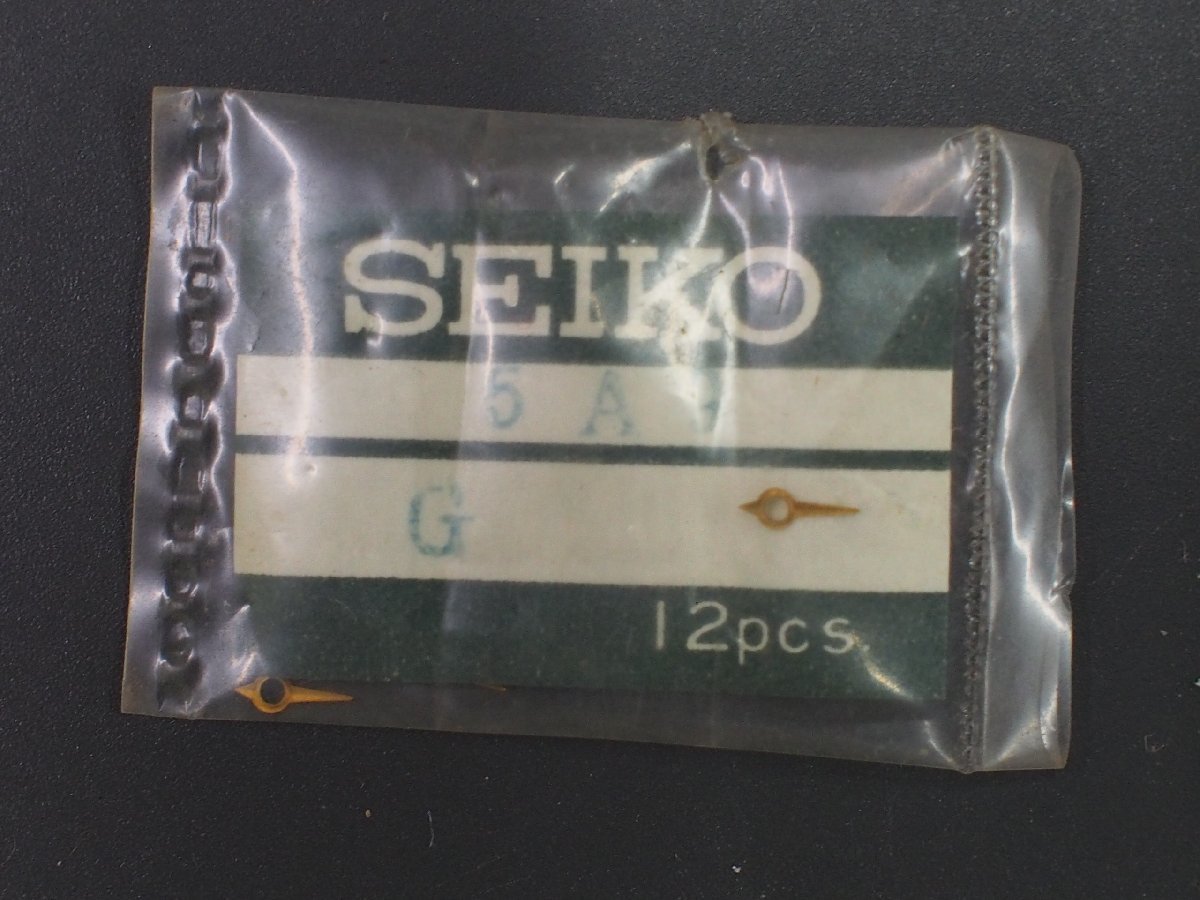 SEIKO
5 A
G
12pcs.